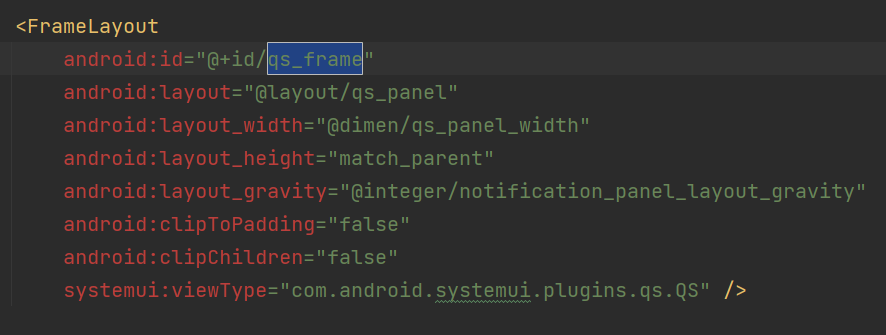 <FrameLayout
android:id="@+id/qs_frame"
android:layout="@layout/qs_panel"
android:layout_width="@dimen/qs_panel_width"
android:layout_height="match_parent"
android:layout_gravity="@integer/notification_panel_layout_gravity"
android:clipToPadding="false"
android:clipChildren="false"
systemui:viewType="com.android.systemui.plugins.qs.QS" />